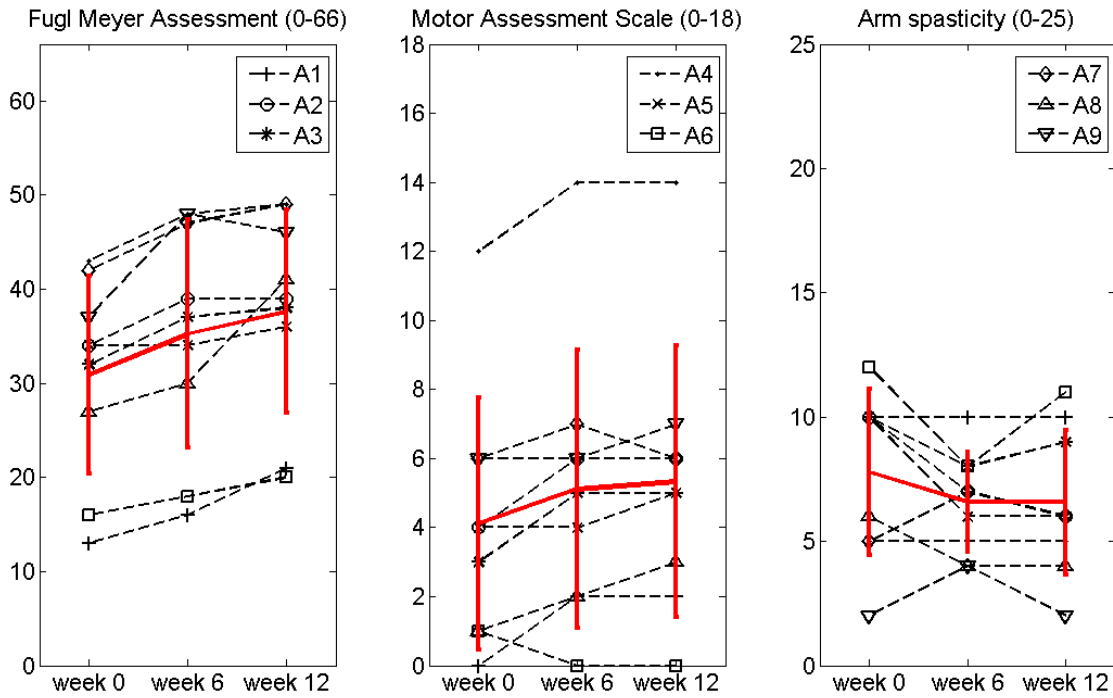 Fugl Meyer Assessment (0-66)
60
50
40
30
20
10
0
A1
A2
A3
week 0 week 6 week 12
Motor Assessment Scale (0-18)
18
16
14
12
10
8
6
4
2
0
A4
A5
A6
week 0 week 6 week 12
Arm spasticity (0-25)
25
20
15
10
5
0
A7
A8
A9
week 0 week 6 week 12